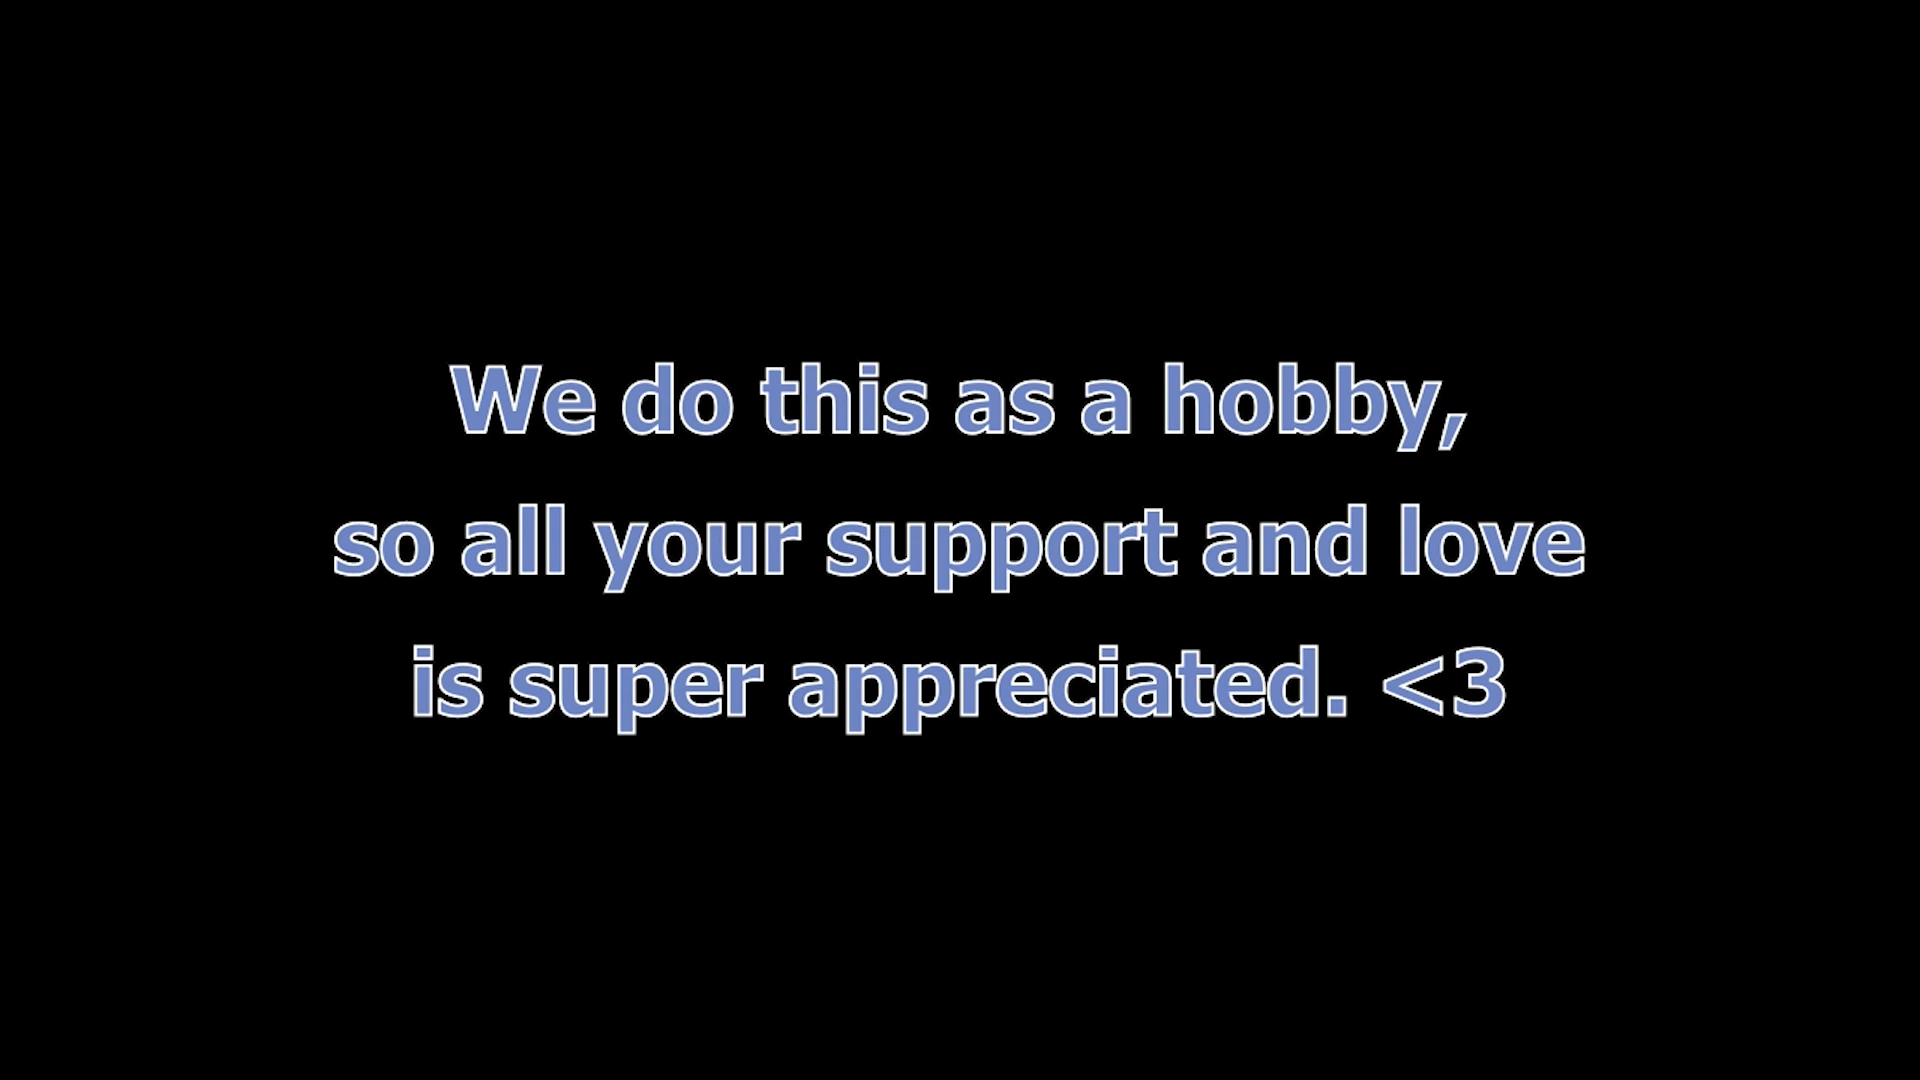 We do this as a hobby,
so all your support and love
is super appreciated. <3